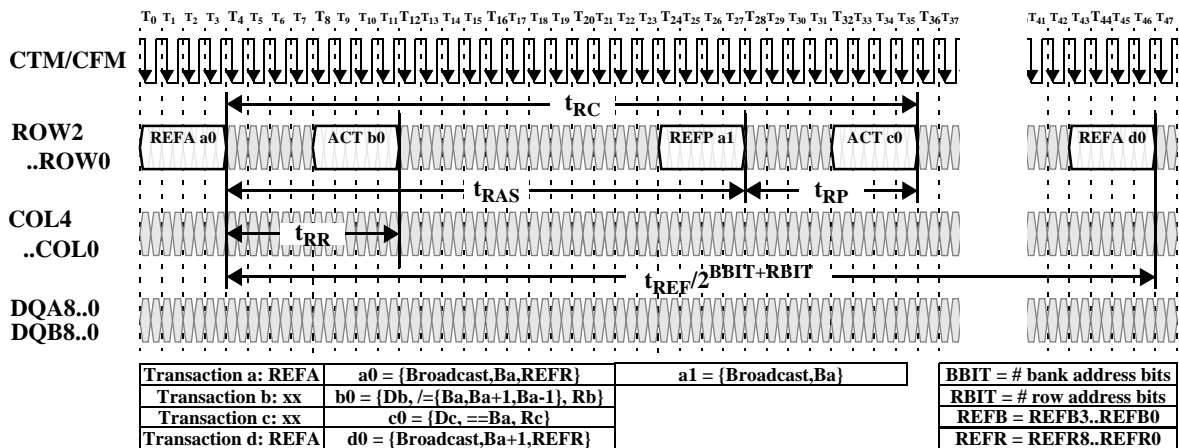 T0 T1 T2 T3 T4 T5 T6 T7 T8 T9 T10 T11 T12 T13 T14 T15 T16 T17 T18 T19 T20 T21 T22 T23 T24 T25 T26 T27 T28 T29 T30 T31 T32 T33 T34 T35 T36 T37 T41 T42 T43 T44 T45 T46 T47
CTM/CFM
tRC
ROW2
..ROW0
REFA a0
ACT b0
REFP a1
ACT c0
REFA d0
tRAS
tRP
COL4
..COL0
tRR
tREF/2^BBIT+RBIT
DQA8..0
DQB8..0
Transaction a: REFA a0 = {Broadcast,Ba,REFR} a1 = {Broadcast,Ba}
Transaction b: xx b0 = {Db, /={Ba,Ba+1,Ba-1}, Rb}
Transaction c: xx c0 = {Dc, ==Ba, Rc}
Transaction d: REFA d0 = {Broadcast,Ba+1,REFR}
BBIT = # bank address bits
RBIT = # row address bits
REFB = REFB3..REFB0
REFR = REFR8..REFR0